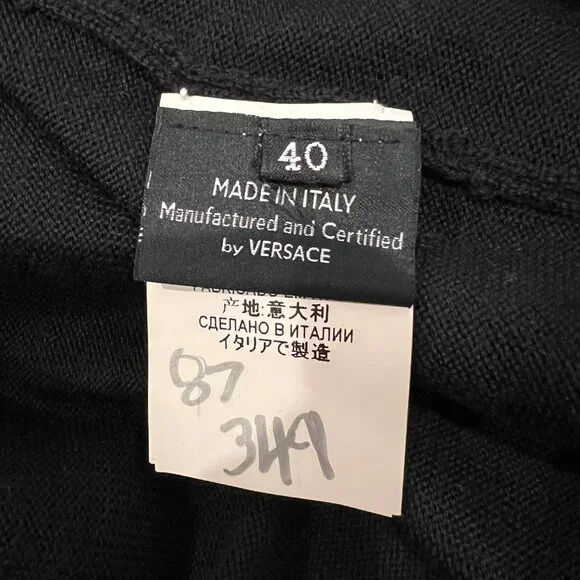 40
MADE IN ITALY
Manufactured and Certified
by VERSACE
产地:意大利
СДЕЛАНО В ИТАЛИИ
イタリアで製造
87
349